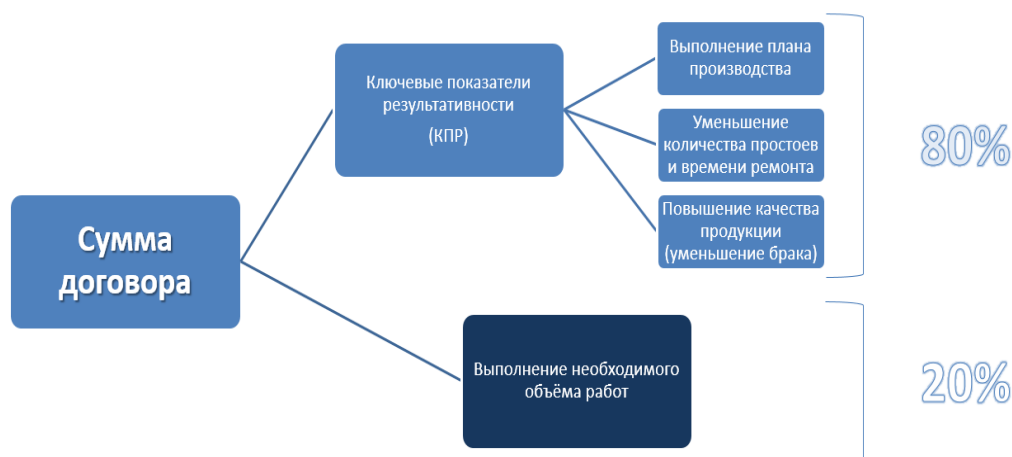 Сумма
договора
Ключевые показатели
результативности
(КПР)
Выполнение плана
производства
Уменьшение
количества простоев
и времени ремонта
Повышение качества
продукции
(уменьшение брака)
80%
Выполнение необходимого
объёма работ
20%